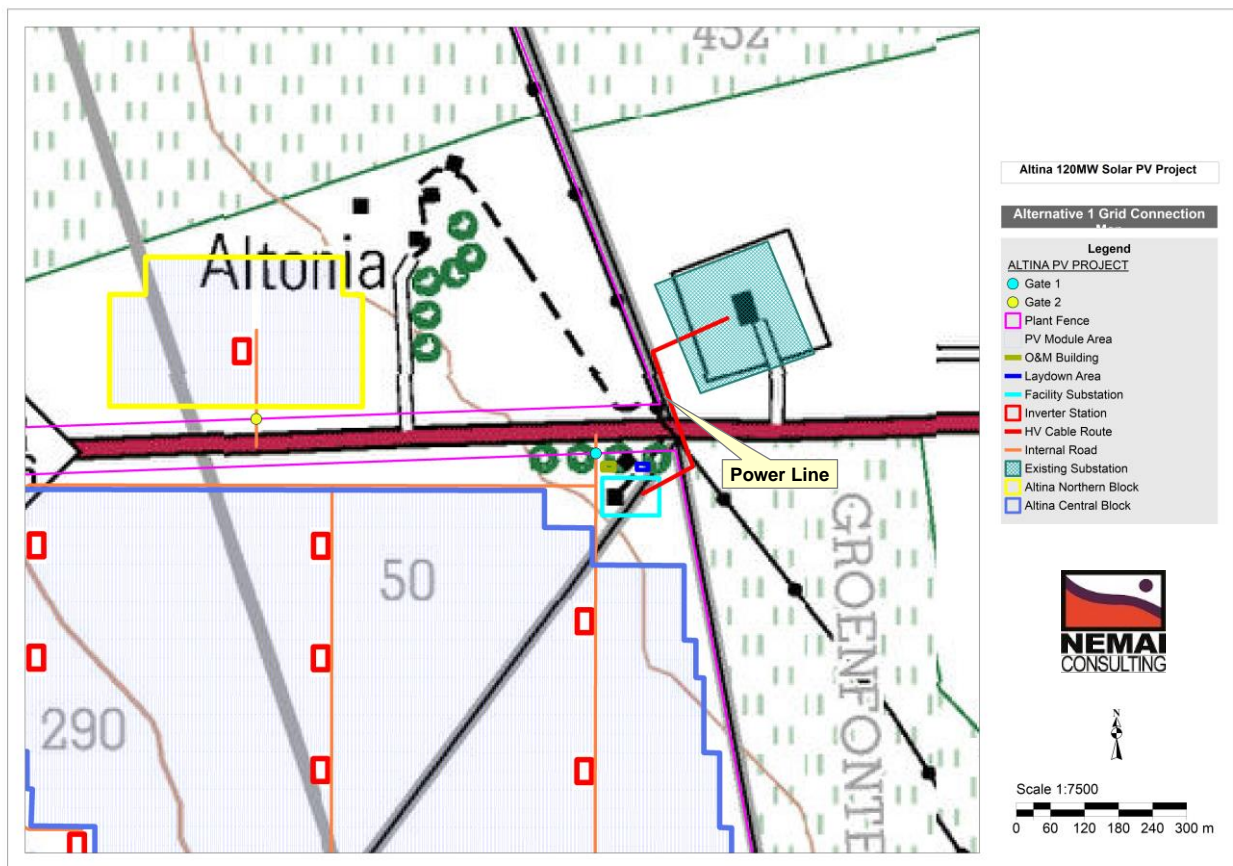 432
Altonia
Power Line
50
290
GROENFONTE
Altina 120MW Solar PV Project
Alternative 1 Grid Connection
Legend
ALTINA PV PROJECT
Gate 1
Gate 2
Plant Fence
PV Module Area
O&M Building
Laydown Area
Facility Substation
Inverter Station
HV Cable Route
Internal Road
Existing Substation
Altina Northern Block
Altina Central Block
NEMAI
CONSULTING
N
Scale 1:7500
0 60 120 180 240 300 m